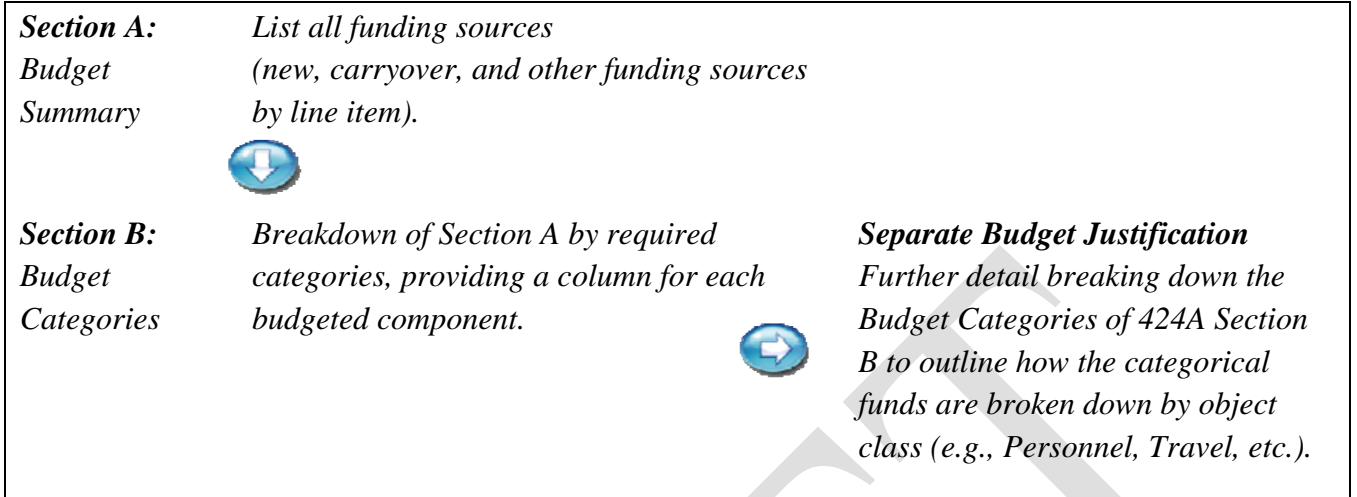 Section A:
Budget
Summary
List all funding sources
(new, carryover, and other funding sources
by line item).
Section B:
Budget
Categories
Breakdown of Section A by required
categories, providing a column for each
budgeted component.
Separate Budget Justification
Further detail breaking down the
Budget Categories of 424A Section
B to outline how the categorical
funds are broken down by object
class (e.g., Personnel, Travel, etc.).